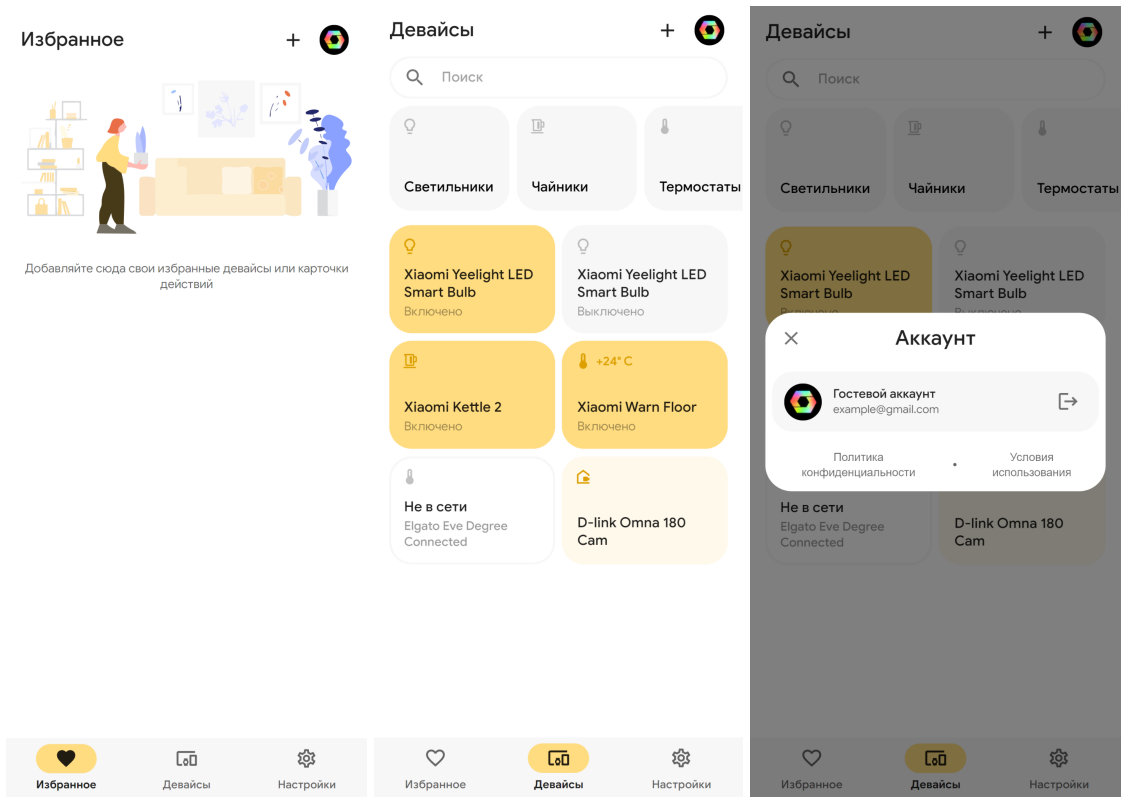 Избранное
Добавляйте сюда свои избранные девайсы или карточки
действий
Избранное
Девайсы
Настройки
Девайсы
Поиск
Светильники
Чайники
Термостаты
Xiaomi Yeelight LED
Smart Bulb
Включено
Xiaomi Yeelight LED
Smart Bulb
Выключено
Xiaomi Kettle 2
Включено
+24° C
Xiaomi Warn Floor
Включено
Не в сети
Elgato Eve Degree
Connected
D-link Omna 180
Cam
Избранное
Девайсы
Настройки
Девайсы
Поиск
Светильники
Чайники
Термостаты
Xiaomi Yeelight LED
Smart Bulb
Включено
Xiaomi Yeelight LED
Smart Bulb
Выключено
Аккаунт
Гостевой аккаунт
example@gmail.com
Политика
конфиденциальности
•
Условия
использования
Не в сети
Elgato Eve Degree
Connected
D-link Omna 180
Cam
Избранное
Девайсы
Настройки